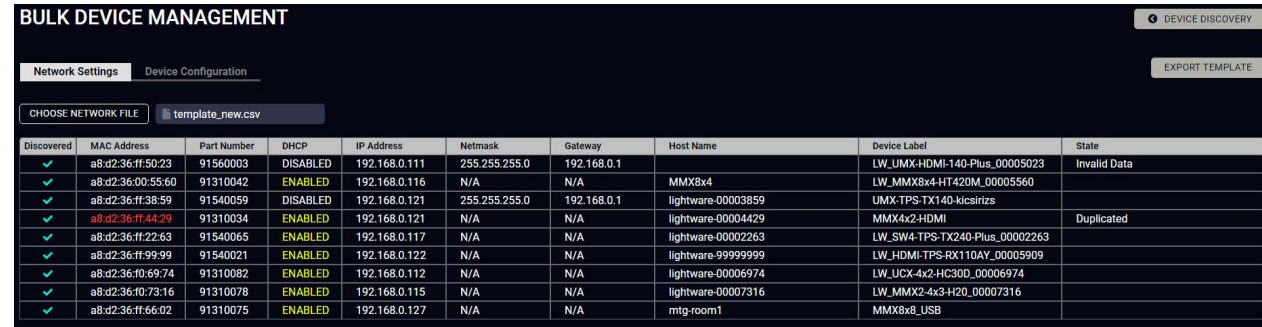 BULK DEVICE MANAGEMENT
DEVICE DISCOVERY
Network Settings Device Configuration
EXPORT TEMPLATE
CHOOSE NETWORK FILE template_new.csv
Discovered MAC Address Part Number DHCP IP Address Netmask Gateway Host Name Device Label State
a8:d2:36:ff:50:23 91560003 DISABLED 192.168.0.111 255.255.255.0 192.168.0.1 LW_UMX-HDMI-140-Plus_00005023 Invalid Data
a8:d2:36:00:55:60 91310042 ENABLED 192.168.0.116 N/A N/A MMX8x4 LW_MMX8x4-HT420M_00005560
a8:d2:36:ff:38:59 91540059 DISABLED 192.168.0.121 255.255.255.0 192.168.0.1 lightware-00003859 UMX-TPS-TX140-kicsirizs
a8:d2:36:ff:44:29 91310034 ENABLED 192.168.0.121 N/A N/A lightware-00004429 MMX4x2-HDMI Duplicated
a8:d2:36:ff:22:63 91540065 ENABLED 192.168.0.117 N/A N/A lightware-00002263 LW_SW4-TPS-TX240-Plus_00002263
a8:d2:36:ff:99:99 91540021 ENABLED 192.168.0.122 N/A N/A lightware-99999999 LW_HDMI-TPS-RX110AY_00005909
a8:d2:36:f0:69:74 91310082 ENABLED 192.168.0.112 N/A N/A lightware-00006974 LW_UCX-4x2-HC30D_00006974
a8:d2:36:f0:73:16 91310078 ENABLED 192.168.0.115 N/A N/A lightware-00007316 LW_MMX2-4x3-H20_00007316
a8:d2:36:ff:66:02 91310075 ENABLED 192.168.0.127 N/A N/A mtg-room1 MMX8x8_USB